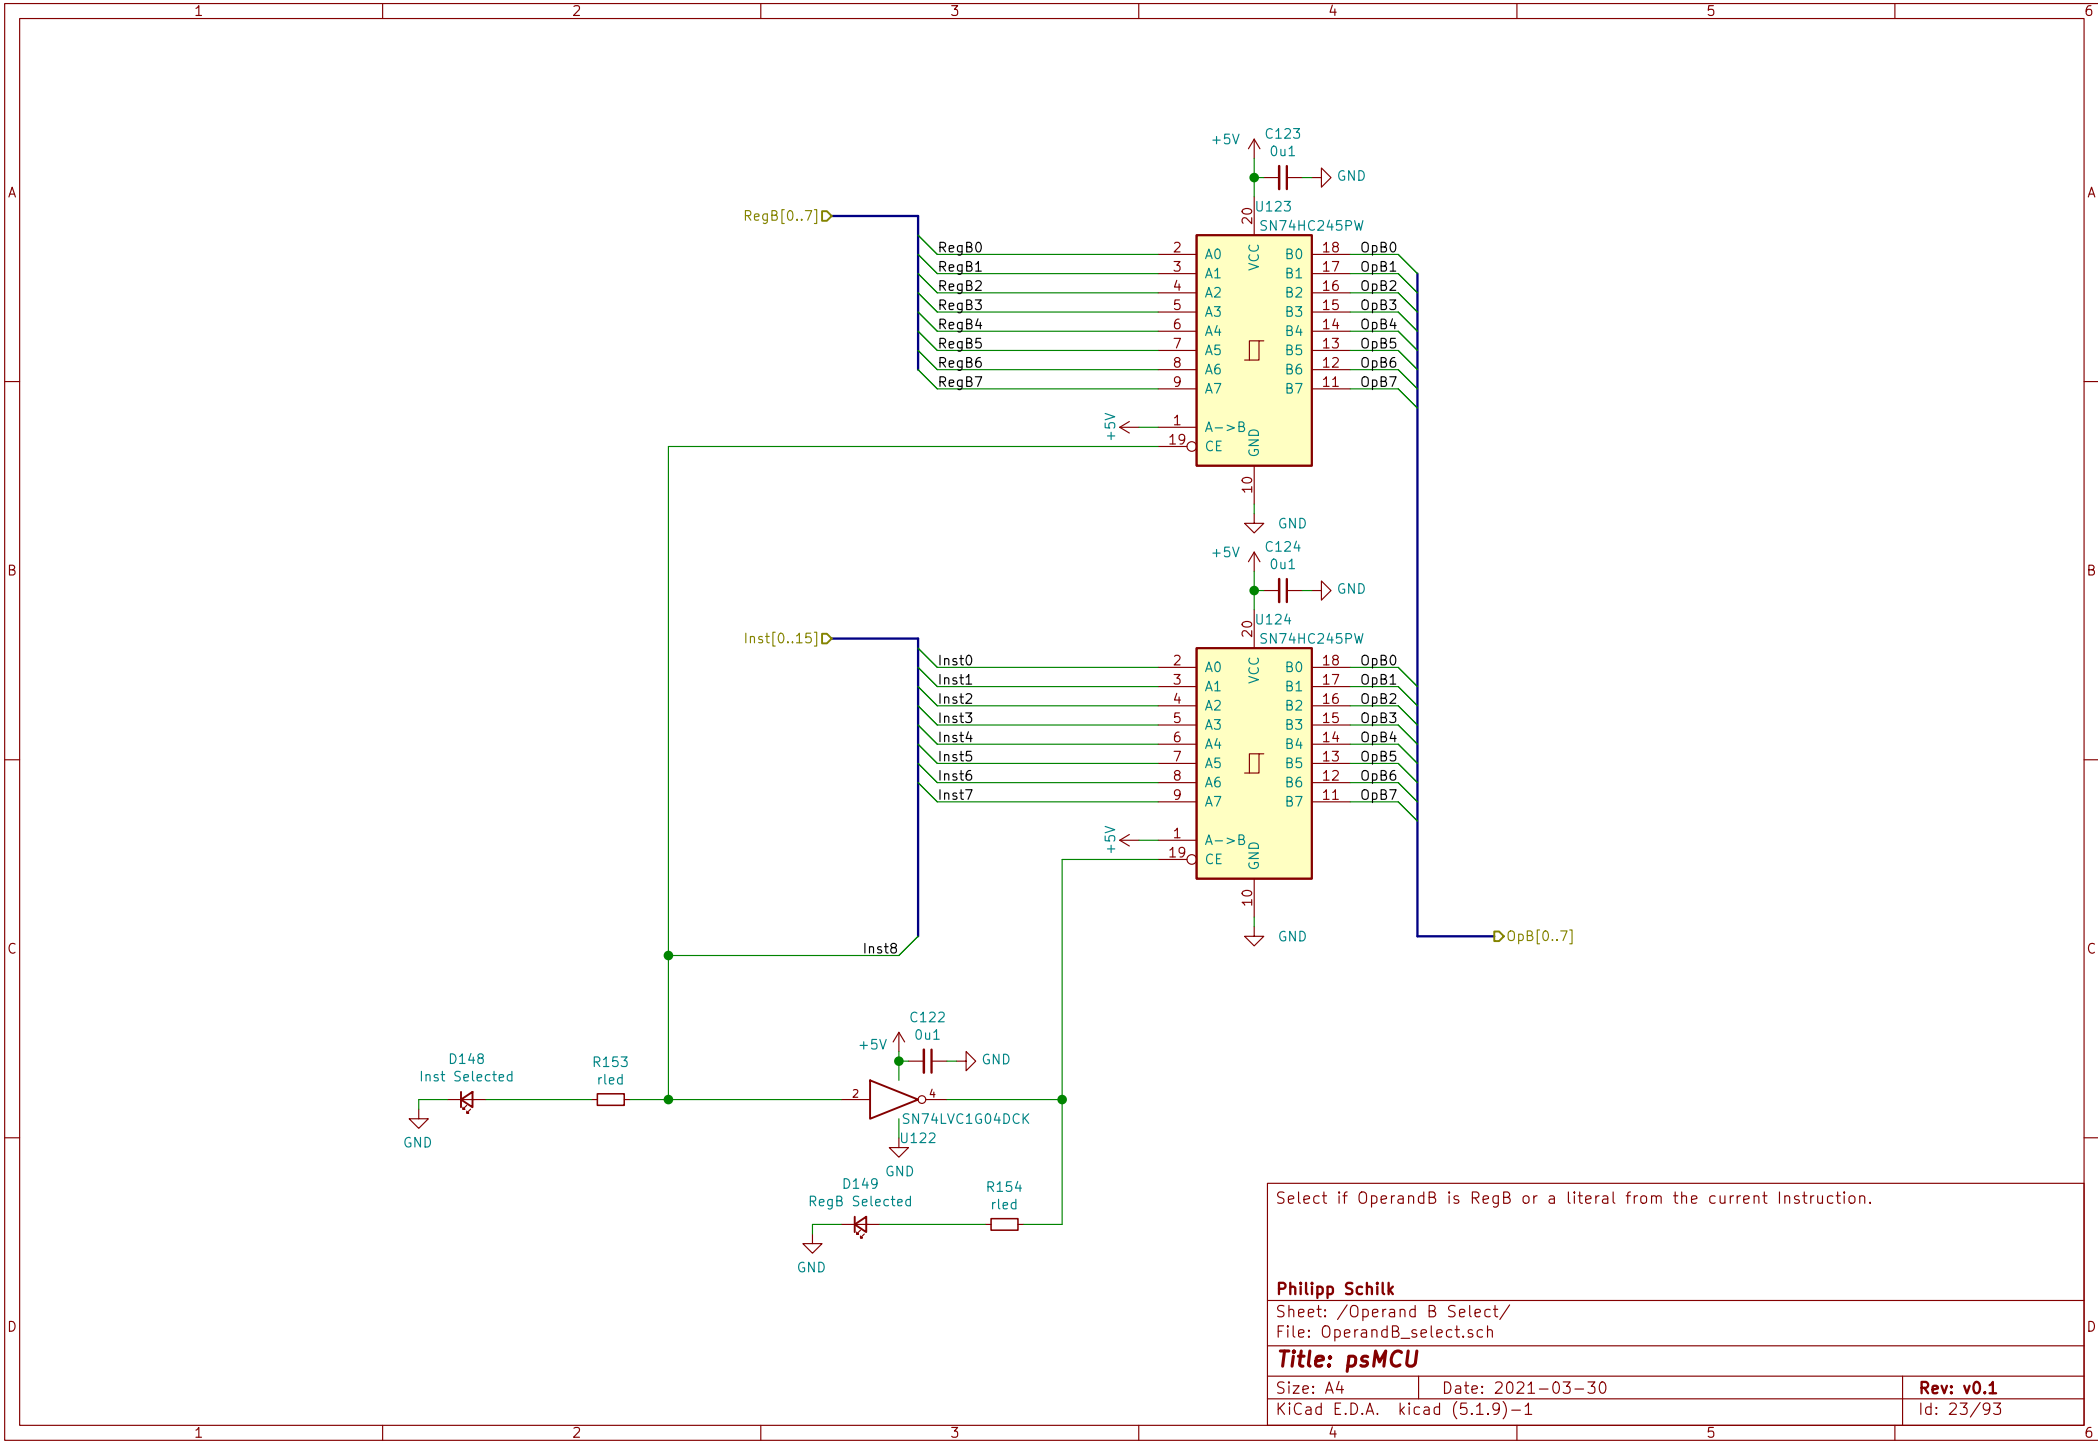 1 2 3 4 5 6
A
B
C
D
A
B
C
D
+5V
C123
0u1
GND
RegB[0..7]
20
U123
SN74HC245PW
RegB0 2 A0 VCC B0 18 OpB0
RegB1 3 A1 B1 17 OpB1
RegB2 4 A2 B2 16 OpB2
RegB3 5 A3 B3 15 OpB3
RegB4 6 A4 B4 14 OpB4
RegB5 7 A5 B5 13 OpB5
RegB6 8 A6 B6 12 OpB6
RegB7 9 A7 B7 11 OpB7
+5V 1 A->B
19 CE GND
10
GND
+5V
C124
0u1
GND
Inst[0..15]
20
U124
SN74HC245PW
Inst0 2 A0 VCC B0 18 OpB0
Inst1 3 A1 B1 17 OpB1
Inst2 4 A2 B2 16 OpB2
Inst3 5 A3 B3 15 OpB3
Inst4 6 A4 B4 14 OpB4
Inst5 7 A5 B5 13 OpB5
Inst6 8 A6 B6 12 OpB6
Inst7 9 A7 B7 11 OpB7
+5V 1 A->B
19 CE GND
10
GND
OpB[0..7]
Inst8
C122
0u1
+5V
GND
D148
Inst Selected
R153
rled
GND
2 4
SN74LVC1G04DCK
U122
GND
D149
RegB Selected
R154
rled
GND
Select if OperandB is RegB or a literal from the current Instruction.
Philipp Schilk
Sheet: /Operand B Select/
File: OperandB_select.sch
Title: psMCU
Size: A4 Date: 2021-03-30 Rev: v0.1
KiCad E.D.A. kicad (5.1.9)-1 Id: 23/93
1 2 3 4 5 6